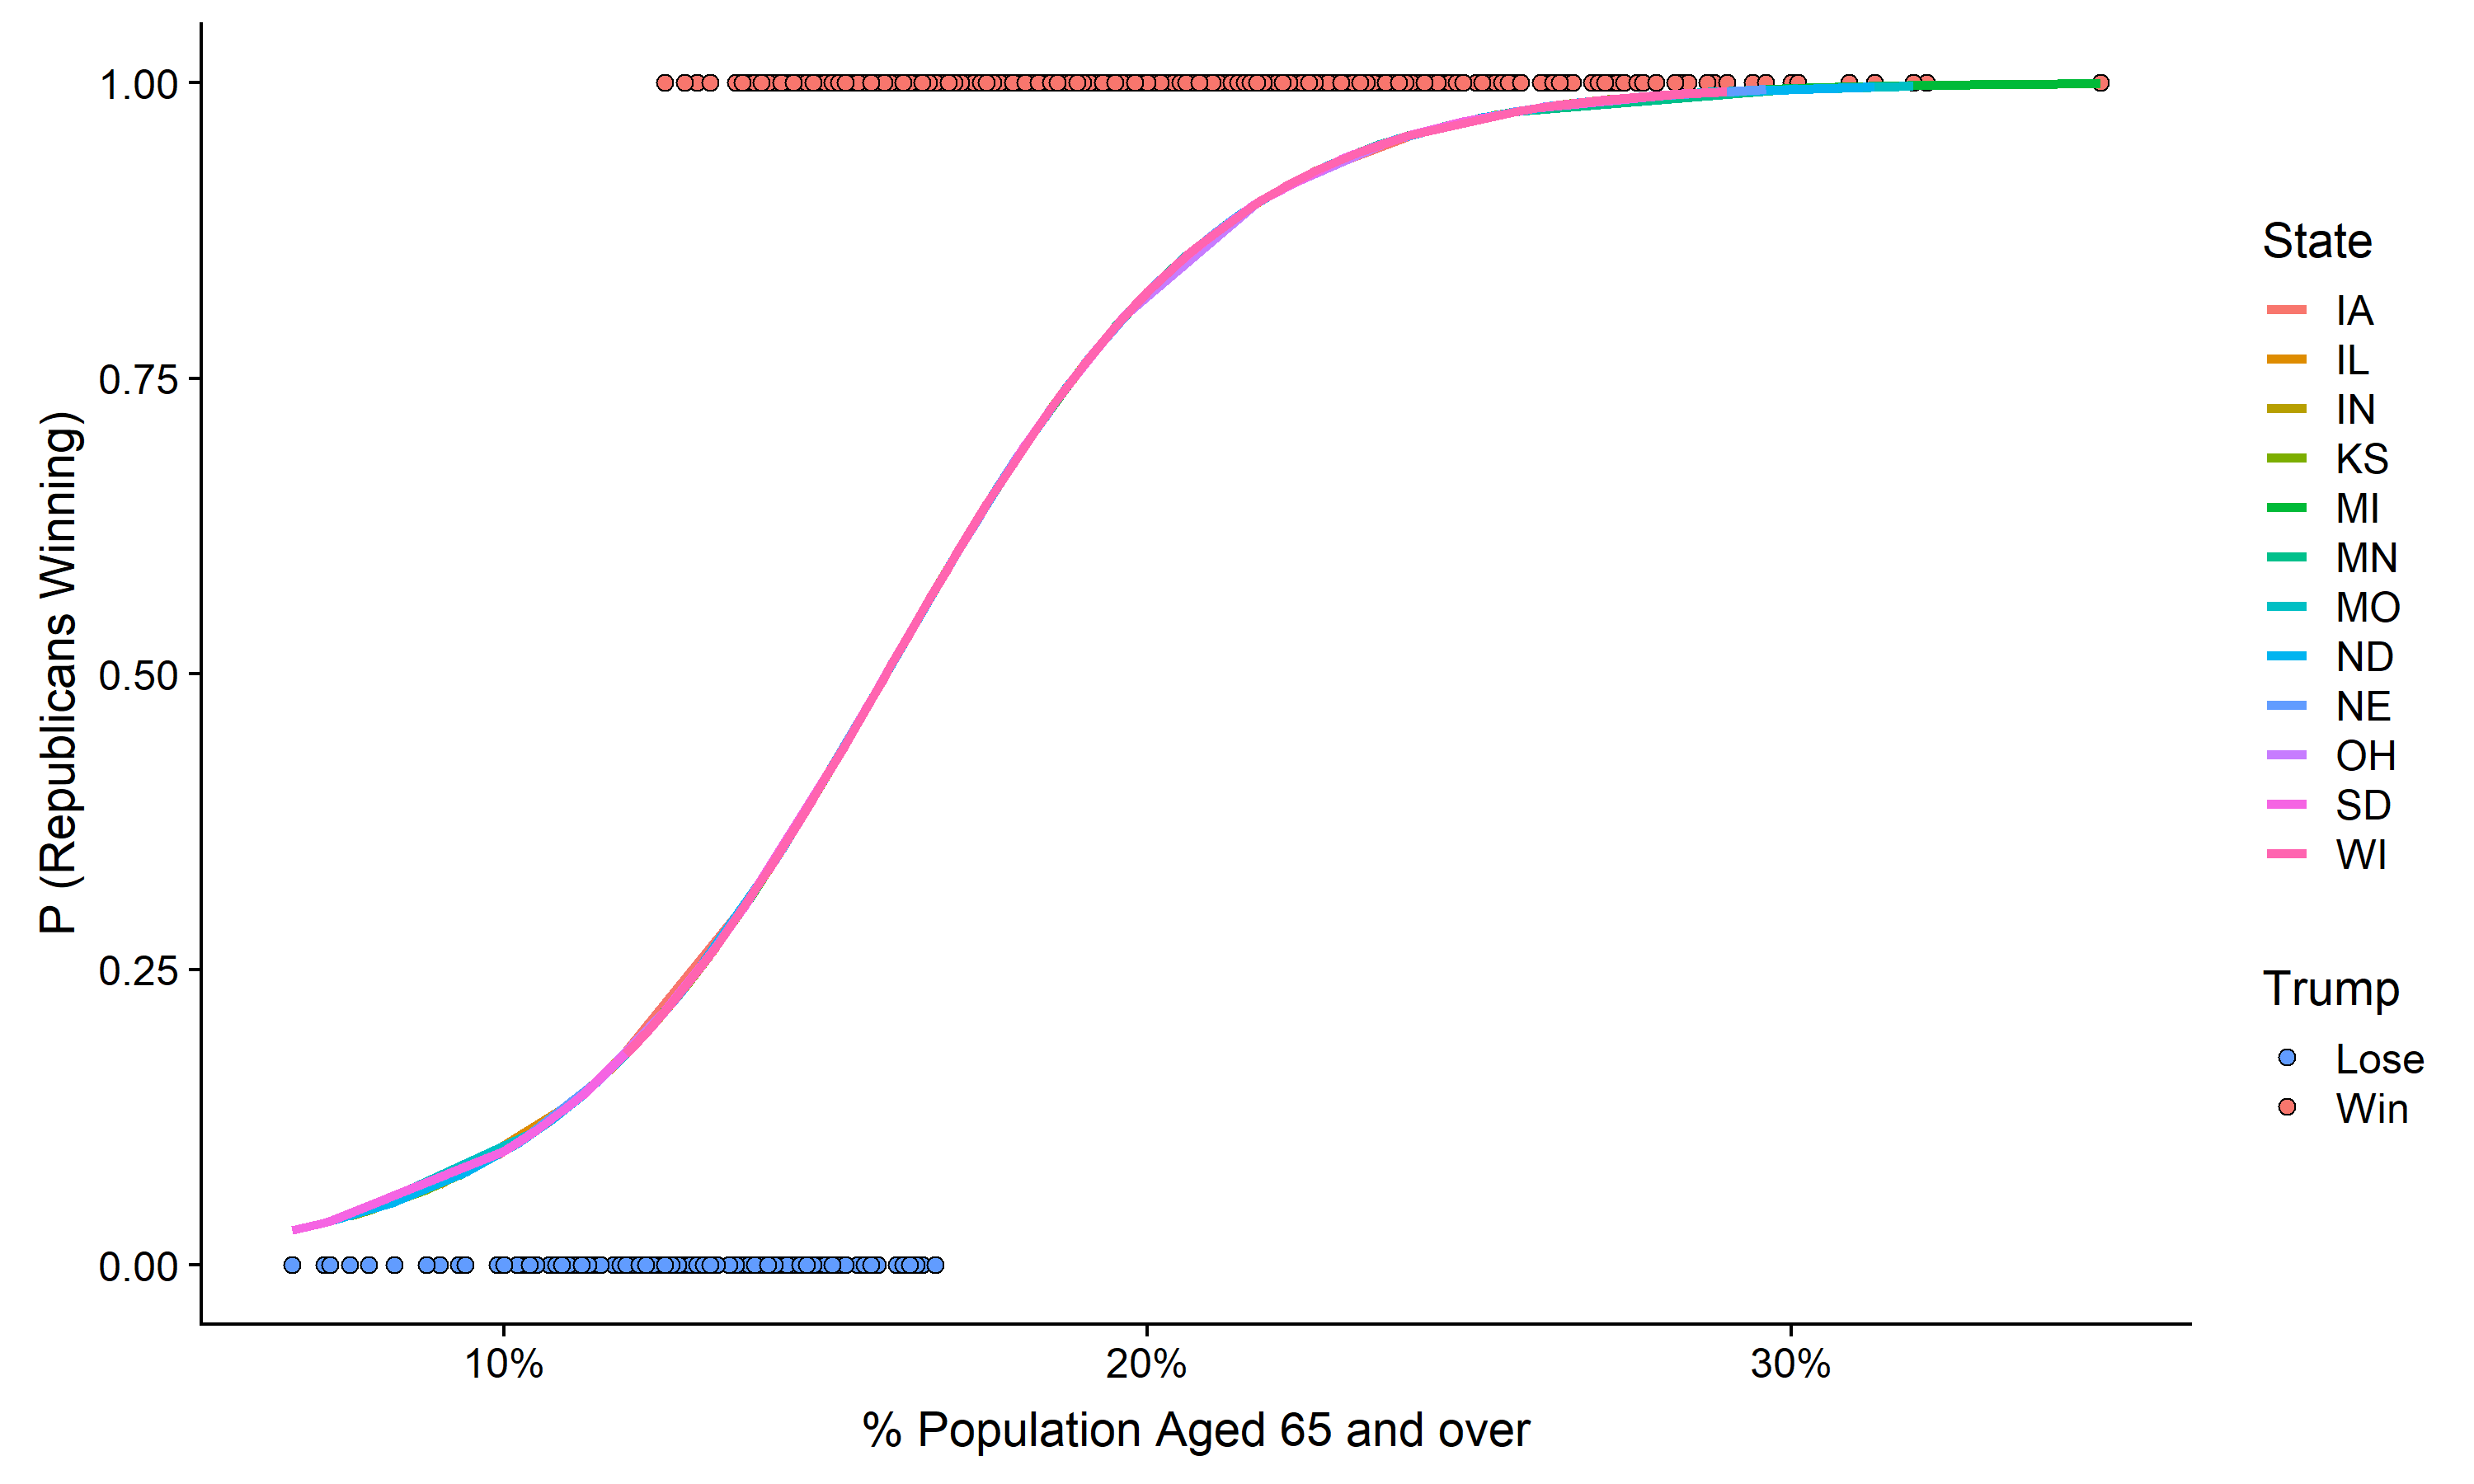 P (Republicans Winning)
1.00
0.75
0.50
0.25
0.00
10% 20% 30%
% Population Aged 65 and over
State
IA
IL
IN
KS
MI
MN
MO
ND
NE
OH
SD
WI
Trump
Lose
Win